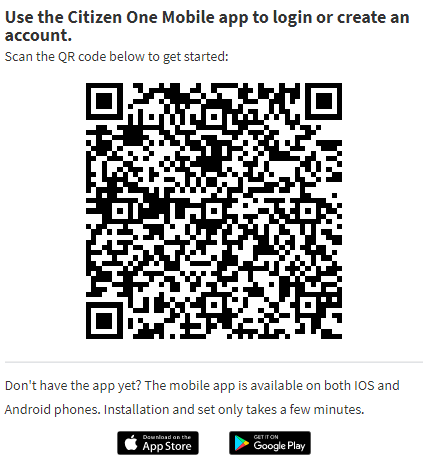 Use the Citizen One Mobile app to login or create an
account.
Scan the QR code below to get started:
Don't have the app yet? The mobile app is available on both IOS and
Android phones. Installation and set only takes a few minutes.
Download on the
App Store
GET IT ON
Google Play